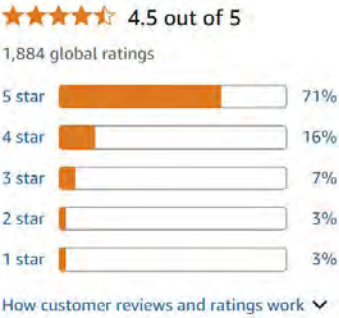 4.5 out of 5
1,884 global ratings
5 star 71%
4 star 16%
3 star 7%
2 star 3%
1 star 3%
How customer reviews and ratings work